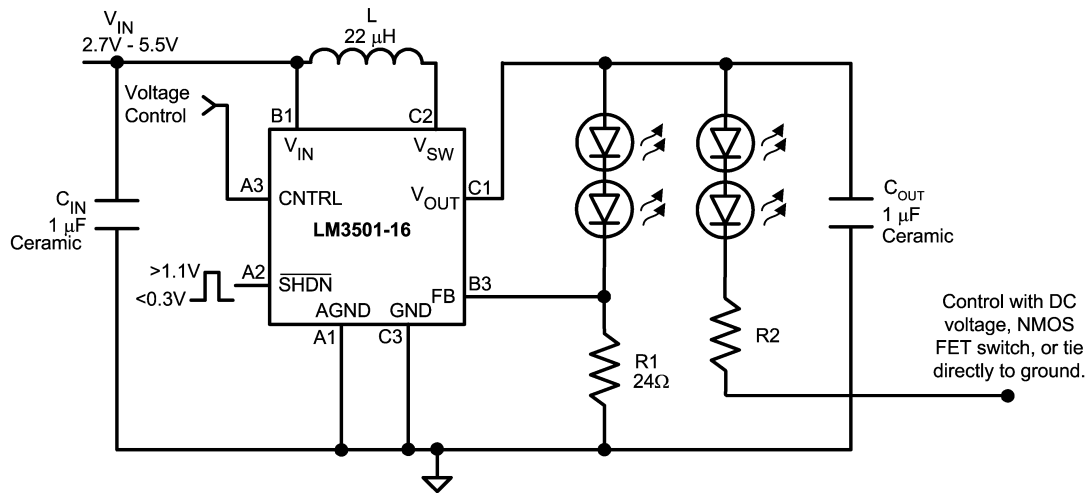 V_IN
2.7V - 5.5V
L
22 μH
Voltage
Control
B1
C2
V_IN
V_SW
A3
CNTRL
V_OUT
C1
LM3501-16
C_IN
1 μF
Ceramic
C_OUT
1 μF
Ceramic
>1.1V
<0.3V
A2
SHDN
FB
B3
AGND
GND
A1
C3
R1
24Ω
R2
Control with DC
voltage, NMOS
FET switch, or tie
directly to ground.